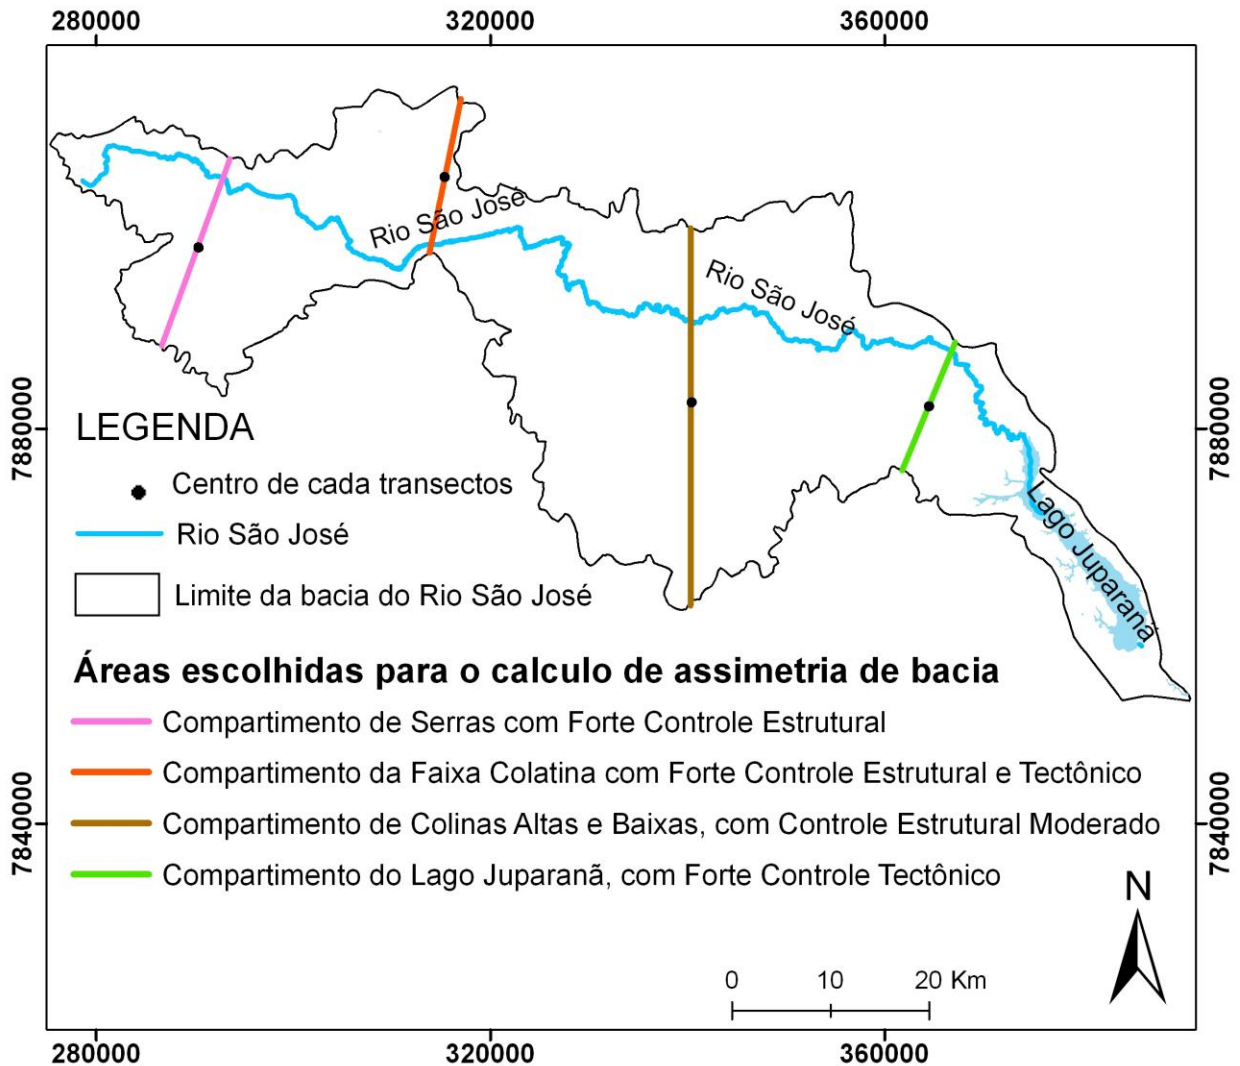 280000
320000
360000
Rio São José
Rio São José
7880000
7880000
LEGENDA
Centro de cada transectos
Rio São José
Lago Juparanã
Limite da bacia do Rio São José
Áreas escolhidas para o calculo de assimetria de bacia
Compartimento de Serras com Forte Controle Estrutural
Compartimento da Faixa Colatina com Forte Controle Estrutural e Tectônico
7840000
7840000
Compartimento de Colinas Altas e Baixas, com Controle Estrutural Moderado
Compartimento do Lago Juparanã, com Forte Controle Tectônico
N
0 10 20 Km
280000
320000
360000